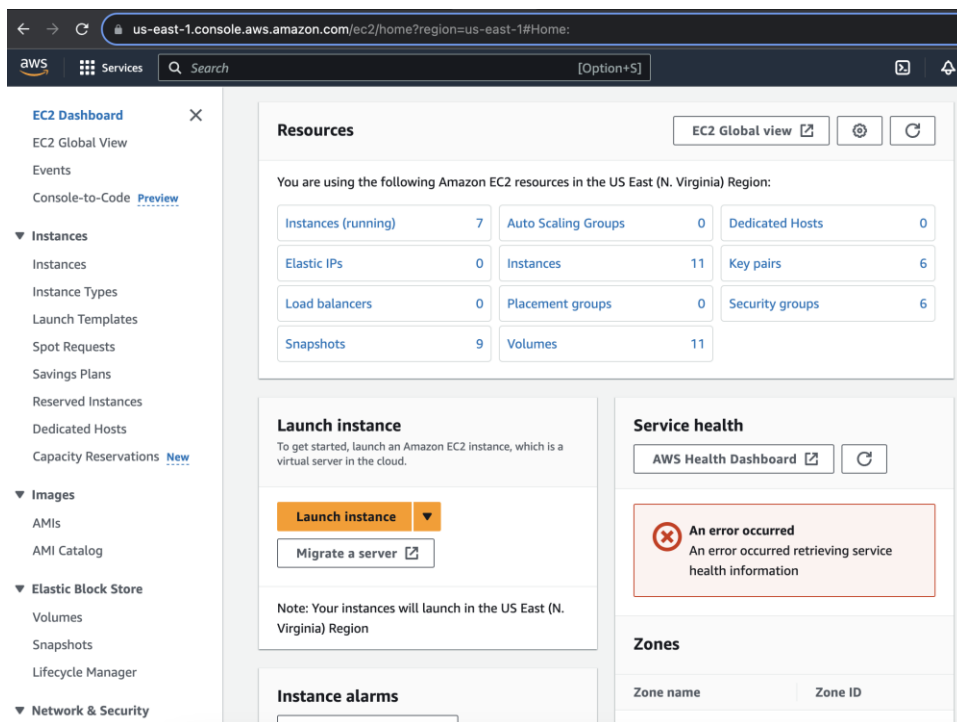 us-east-1.console.aws.amazon.com/ec2/home?region=us-east-1#Home:
aws
Services
Search
[Option+S]
EC2 Dashboard
EC2 Global View
Events
Console-to-Code Preview
Instances
Instances
Instance Types
Launch Templates
Spot Requests
Savings Plans
Reserved Instances
Dedicated Hosts
Capacity Reservations New
Images
AMIs
AMI Catalog
Elastic Block Store
Volumes
Snapshots
Lifecycle Manager
Network & Security
Resources
EC2 Global view
You are using the following Amazon EC2 resources in the US East (N. Virginia) Region:
Instances (running) 7 Auto Scaling Groups 0 Dedicated Hosts 0
Elastic IPs 0 Instances 11 Key pairs 6
Load balancers 0 Placement groups 0 Security groups 6
Snapshots 9 Volumes 11
Launch instance
To get started, launch an Amazon EC2 instance, which is a
virtual server in the cloud.
Launch instance
Migrate a server
Note: Your instances will launch in the US East (N.
Virginia) Region
Instance alarms
Service health
AWS Health Dashboard
An error occurred
An error occurred retrieving service
health information
Zones
Zone name Zone ID